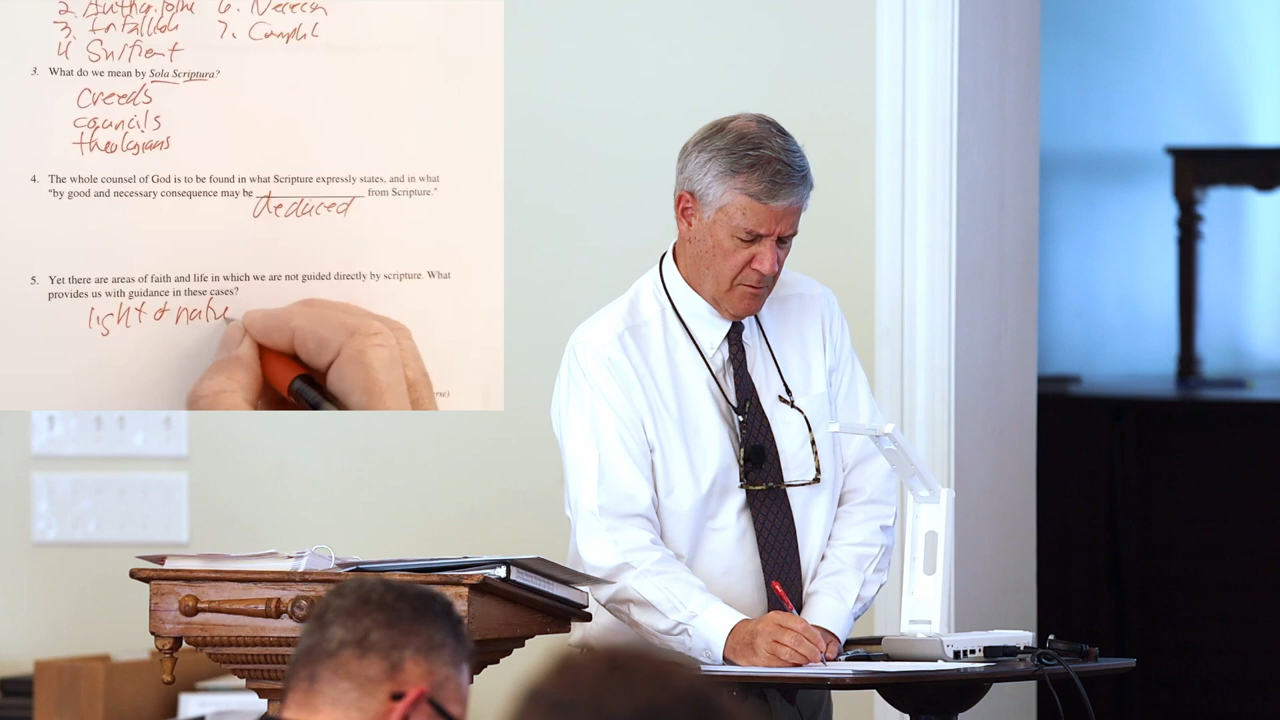 2. Authoritative 6. Necessary
3. Infallible 7. Complete
4 Suffient
3. What do we mean by Sola Scriptura?
creeds
councils
theologians
4. The whole counsel of God is to be found in what Scripture expressly states, and in what
"by good and necessary consequence may be ____________ from Scripture."
deduced
5. Yet there are areas of faith and life in which we are not guided directly by scripture. What
provides us with guidance in these cases?
light of nature